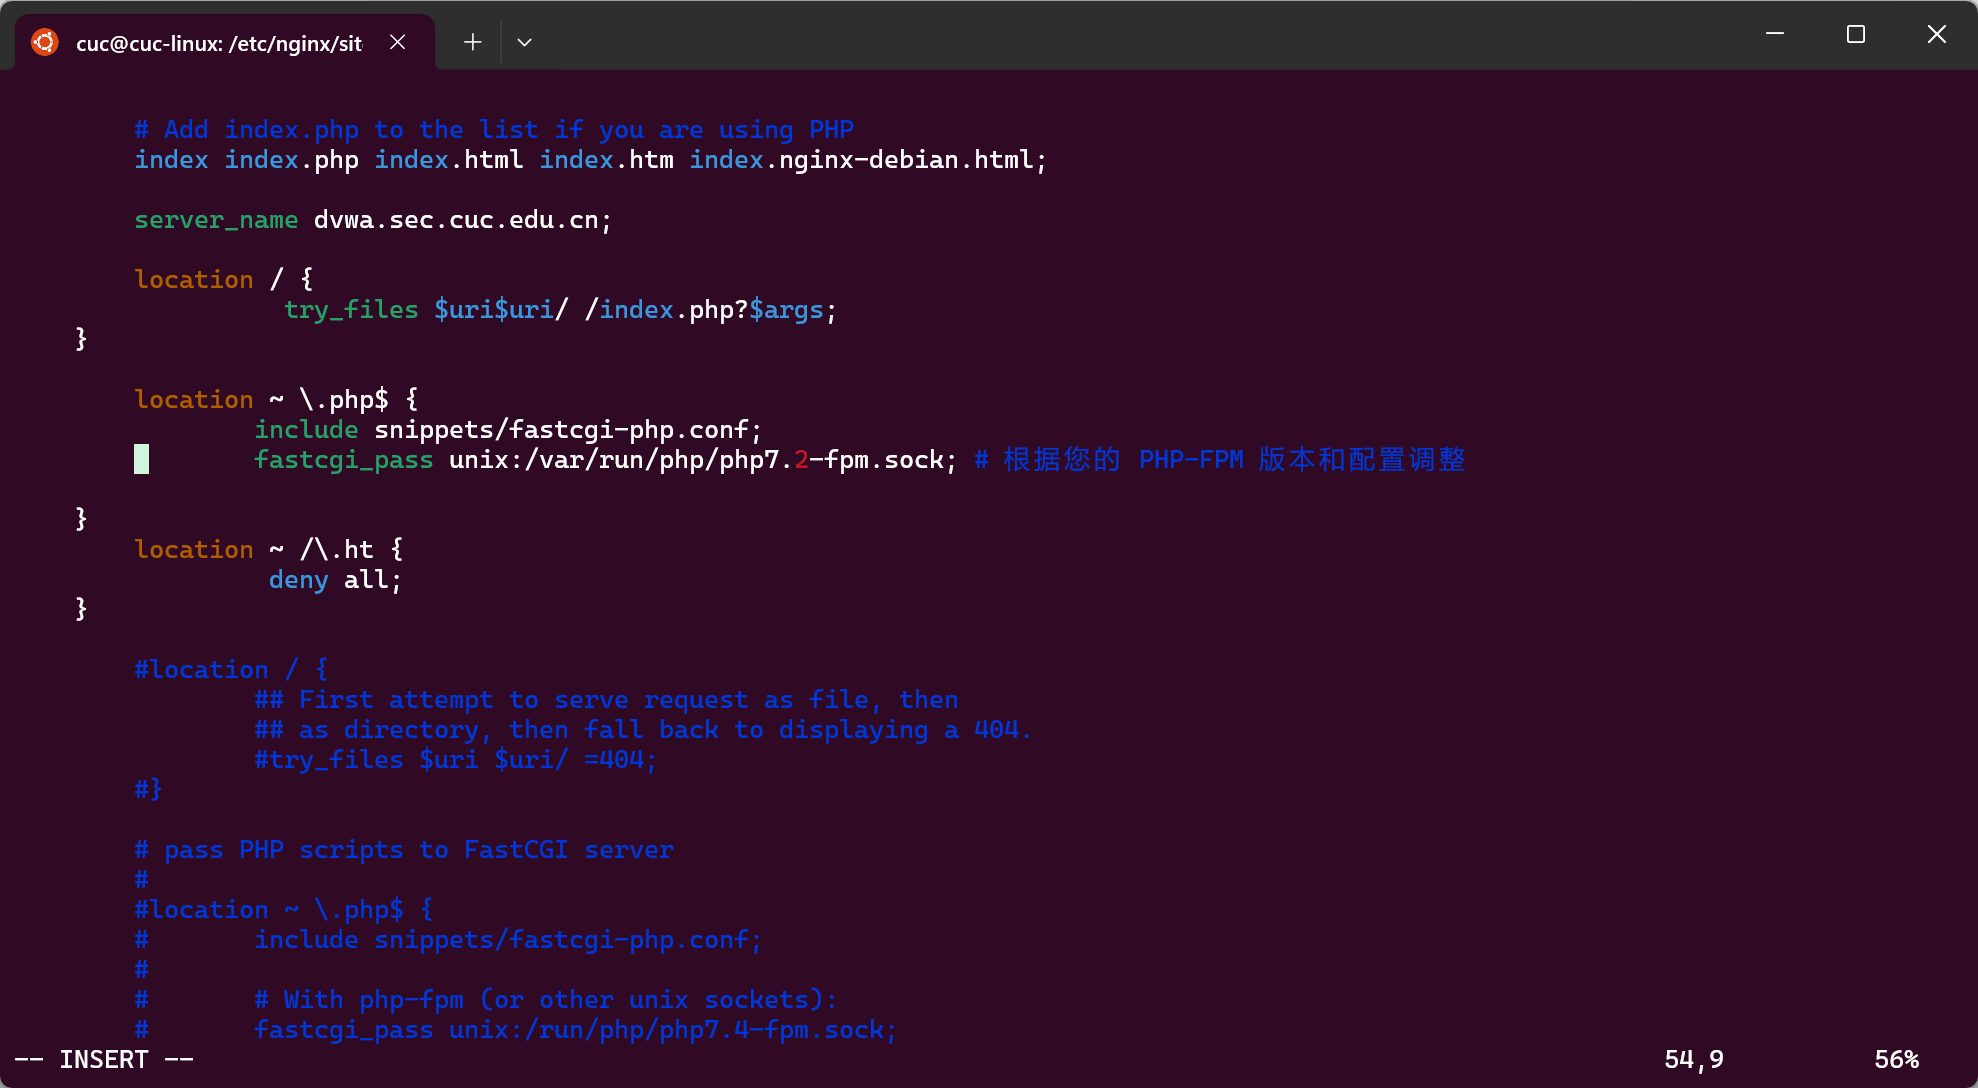 cuc@cuc-linux: /etc/nginx/sit
# Add index.php to the list if you are using PHP
index index.php index.html index.htm index.nginx-debian.html;
server_name dvwa.sec.cuc.edu.cn;
location / {
try_files $uri$uri/ /index.php?$args;
}
location ~ \.php$ {
include snippets/fastcgi-php.conf;
fastcgi_pass unix:/var/run/php/php7.2-fpm.sock; # 根据您的 PHP-FPM 版本和配置调整
}
location ~ /\.ht {
deny all;
}
#location / {
## First attempt to serve request as file, then
## as directory, then fall back to displaying a 404.
#try_files $uri $uri/ =404;
#}
# pass PHP scripts to FastCGI server
#
#location ~ \.php$ {
# include snippets/fastcgi-php.conf;
#
# # With php-fpm (or other unix sockets):
# fastcgi_pass unix:/run/php/php7.4-fpm.sock;
-- INSERT -- 54,9 56%